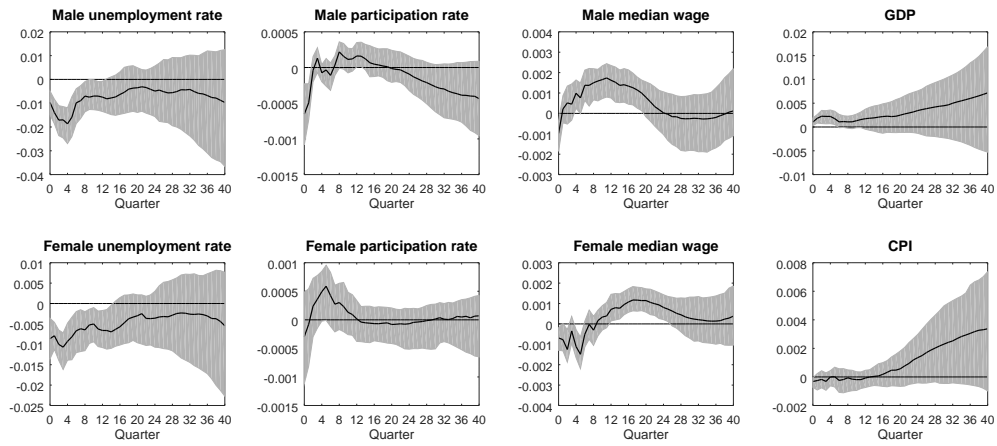 Male unemployment rate
0.02
0.01
0
-0.01
-0.02
-0.03
-0.04
0 4 8 12 16 20 24 28 32 36 40
Quarter
Male participation rate
0.0005
0
-0.0005
-0.001
-0.0015
0 4 8 12 16 20 24 28 32 36 40
Quarter
Male median wage
0.004
0.003
0.002
0.001
0
-0.001
-0.002
-0.003
0 4 8 12 16 20 24 28 32 36 40
Quarter
GDP
0.02
0.015
0.01
0.005
0
-0.005
-0.01
0 4 8 12 16 20 24 28 32 36 40
Quarter
Female unemployment rate
0.01
0.005
0
-0.005
-0.01
-0.015
-0.02
-0.025
0 4 8 12 16 20 24 28 32 36 40
Quarter
Female participation rate
0.001
0.0005
0
-0.0005
-0.001
-0.0015
0 4 8 12 16 20 24 28 32 36 40
Quarter
Female median wage
0.003
0.002
0.001
0
-0.001
-0.002
-0.003
-0.004
0 4 8 12 16 20 24 28 32 36 40
Quarter
CPI
0.008
0.006
0.004
0.002
0
-0.002
0 4 8 12 16 20 24 28 32 36 40
Quarter